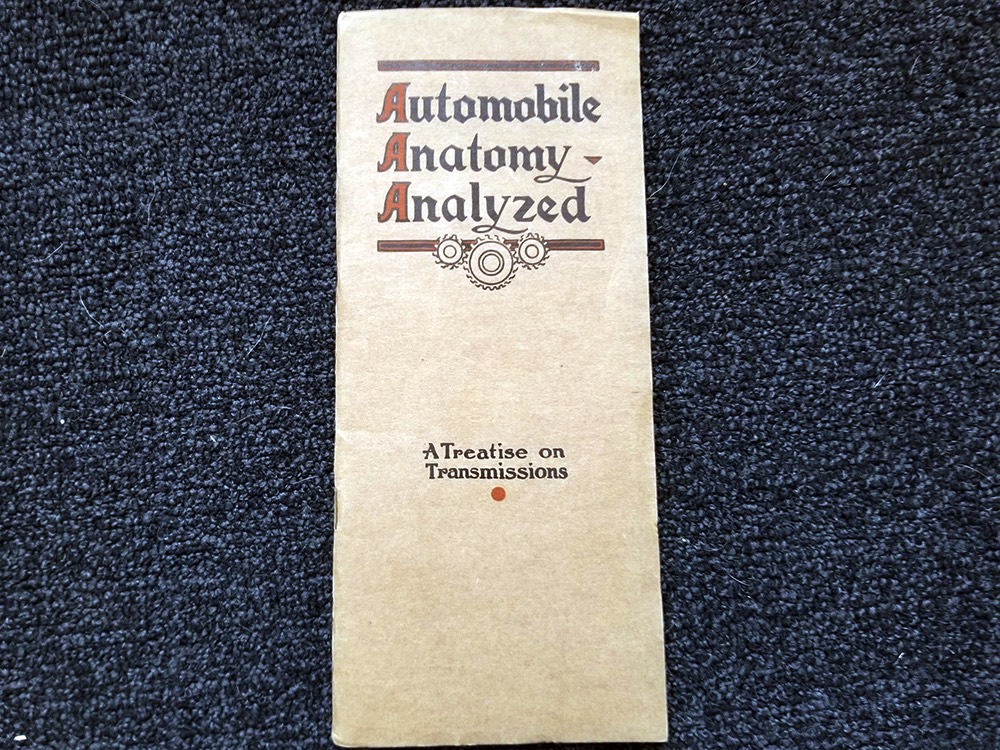 Automobile
Anatomy -
Analyzed
A Treatise on
Transmissions